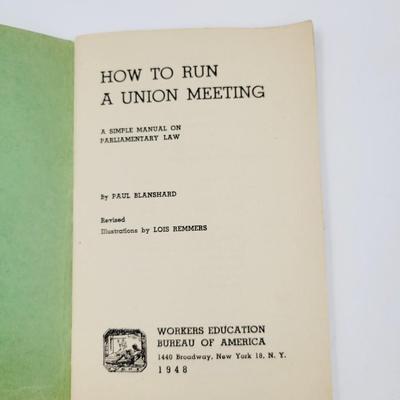 HOW TO RUN
A UNION MEETING
A SIMPLE MANUAL ON
PARLIAMENTARY LAW
By PAUL BLANSHARD
Revised
Illustrations by LOIS REMMERS
WORKERS EDUCATION
BUREAU OF AMERICA
1440 Broadway, New York 18, N. Y.
1948